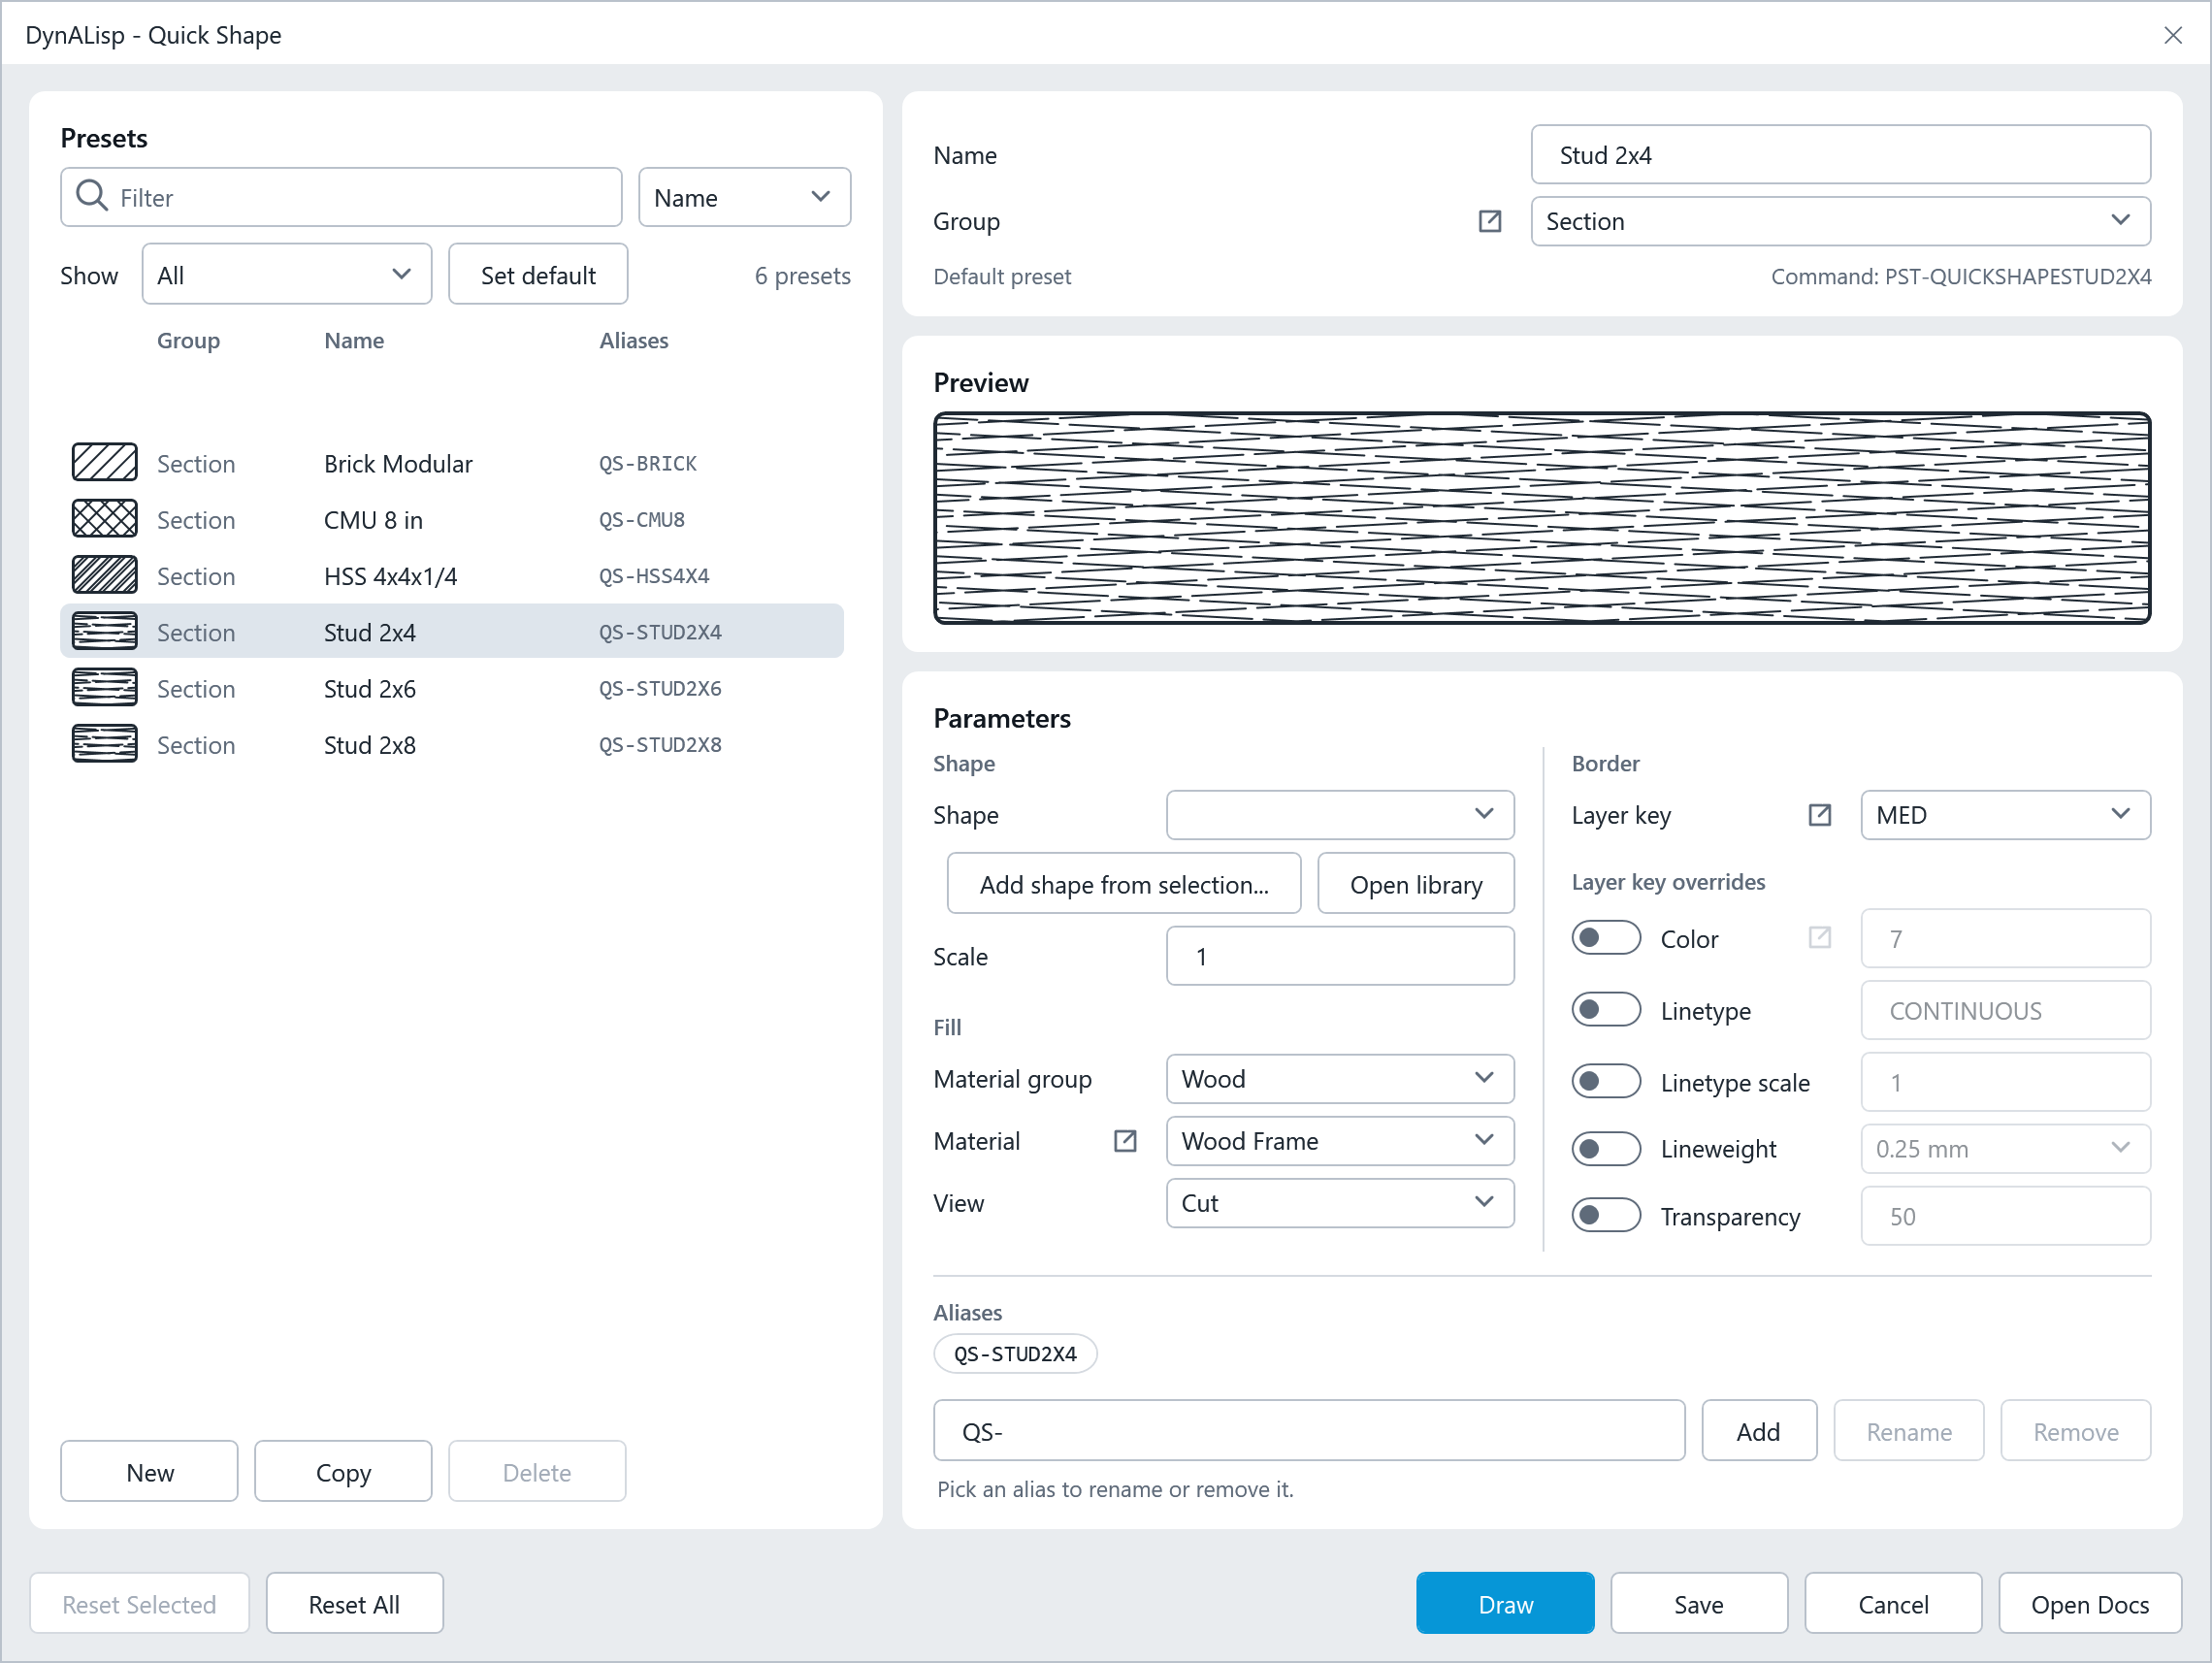 DynALisp - Quick Shape
Presets
Filter
Name
Show
All
Set default
6 presets
Group Name Aliases
Section Brick Modular QS-BRICK
Section CMU 8 in QS-CMU8
Section HSS 4x4x1/4 QS-HSS4X4
Section Stud 2x4 QS-STUD2X4
Section Stud 2x6 QS-STUD2X6
Section Stud 2x8 QS-STUD2X8
New Copy Delete
Name Stud 2x4
Group Section
Default preset Command: PST-QUICKSHAPESTUD2X4
Preview
Parameters
Shape
Shape
Add shape from selection... Open library
Scale 1
Fill
Material group Wood
Material Wood Frame
View Cut
Border
Layer key MED
Layer key overrides
Color 7
Linetype CONTINUOUS
Linetype scale 1
Lineweight 0.25 mm
Transparency 50
Aliases
QS-STUD2X4
QS- Add Rename Remove
Pick an alias to rename or remove it.
Reset Selected Reset All Draw Save Cancel Open Docs